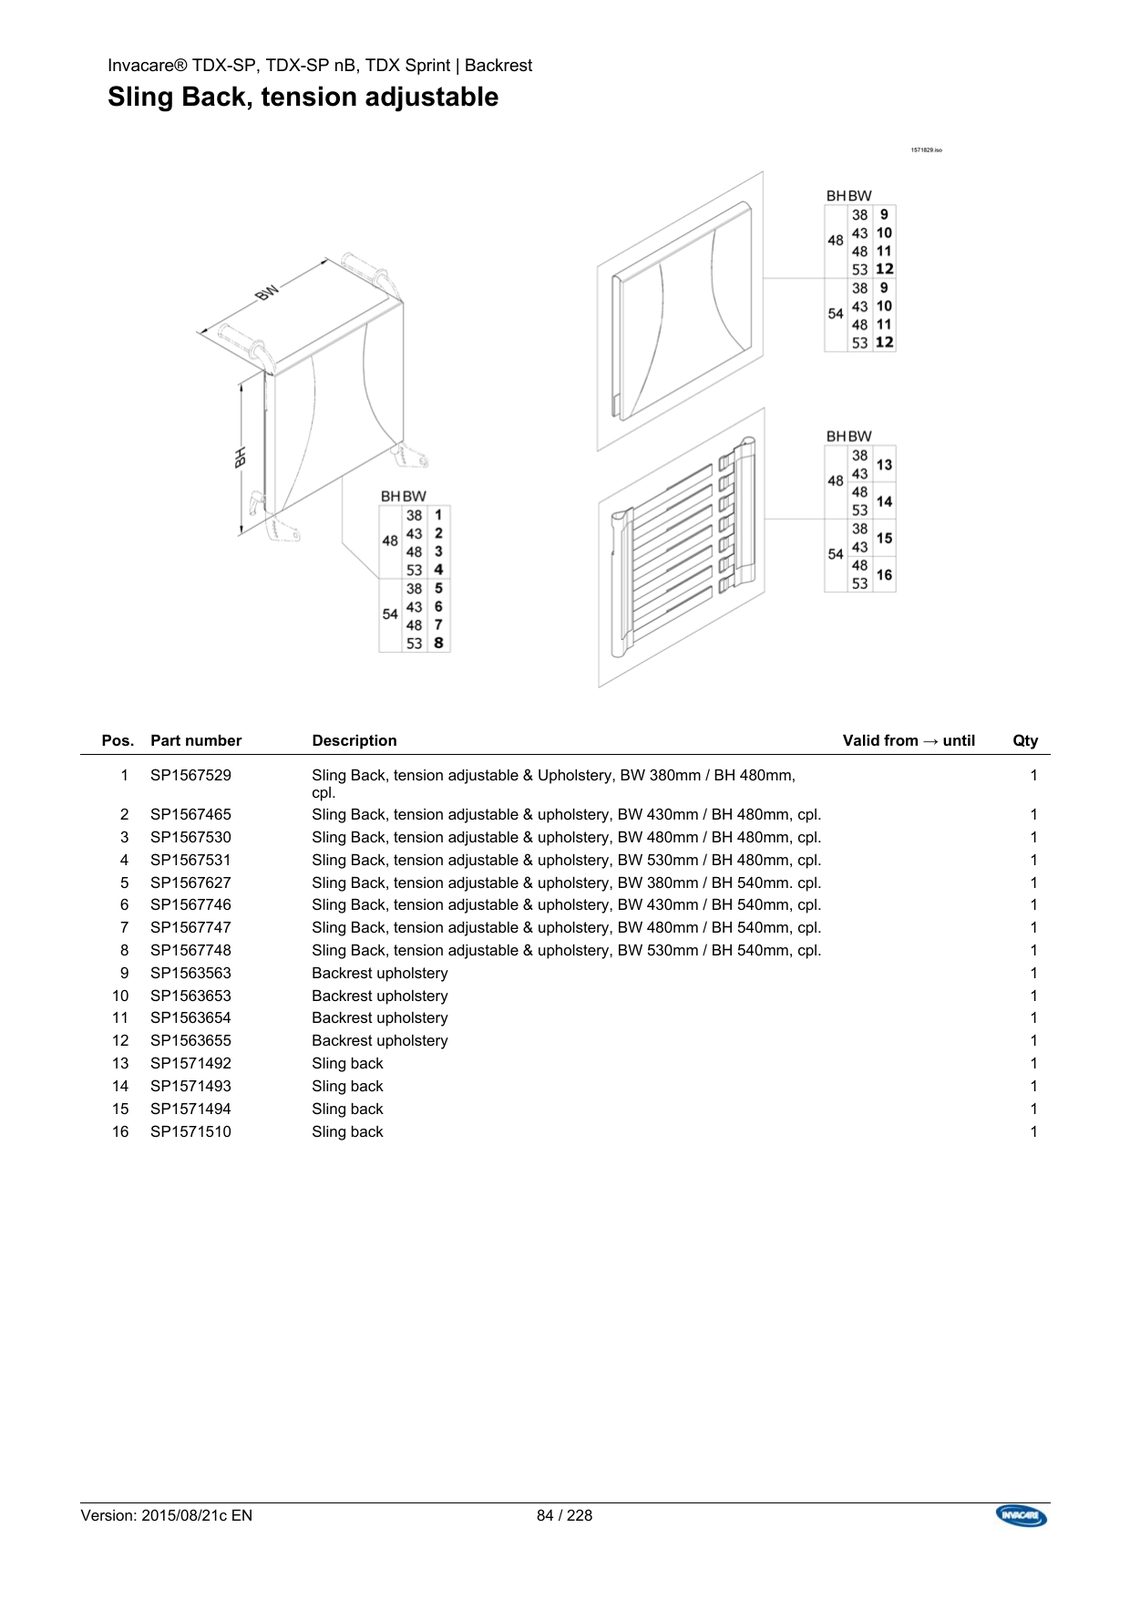 Invacare® TDX-SP, TDX-SP nB, TDX Sprint | Backrest
Sling Back, tension adjustable
1571829.iso
BH BW
48 38 9
43 10
48 11
53 12
54 38 9
43 10
48 11
53 12
BW
BH
BH BW
48 38 1
43 2
48 3
53 4
54 38 5
43 6
48 7
53 8
BH BW
48 38 13
43
48 14
53
54 38 15
43
48 16
53
Pos. Part number Description Valid from → until Qty
1 SP1567529 Sling Back, tension adjustable & Upholstery, BW 380mm / BH 480mm, 1
cpl.
2 SP1567465 Sling Back, tension adjustable & upholstery, BW 430mm / BH 480mm, cpl. 1
3 SP1567530 Sling Back, tension adjustable & upholstery, BW 480mm / BH 480mm, cpl. 1
4 SP1567531 Sling Back, tension adjustable & upholstery, BW 530mm / BH 480mm, cpl. 1
5 SP1567627 Sling Back, tension adjustable & upholstery, BW 380mm / BH 540mm. cpl. 1
6 SP1567746 Sling Back, tension adjustable & upholstery, BW 430mm / BH 540mm, cpl. 1
7 SP1567747 Sling Back, tension adjustable & upholstery, BW 480mm / BH 540mm, cpl. 1
8 SP1567748 Sling Back, tension adjustable & upholstery, BW 530mm / BH 540mm, cpl. 1
9 SP1563563 Backrest upholstery 1
10 SP1563653 Backrest upholstery 1
11 SP1563654 Backrest upholstery 1
12 SP1563655 Backrest upholstery 1
13 SP1571492 Sling back 1
14 SP1571493 Sling back 1
15 SP1571494 Sling back 1
16 SP1571510 Sling back 1
Version: 2015/08/21c EN 84 / 228 INVACARE